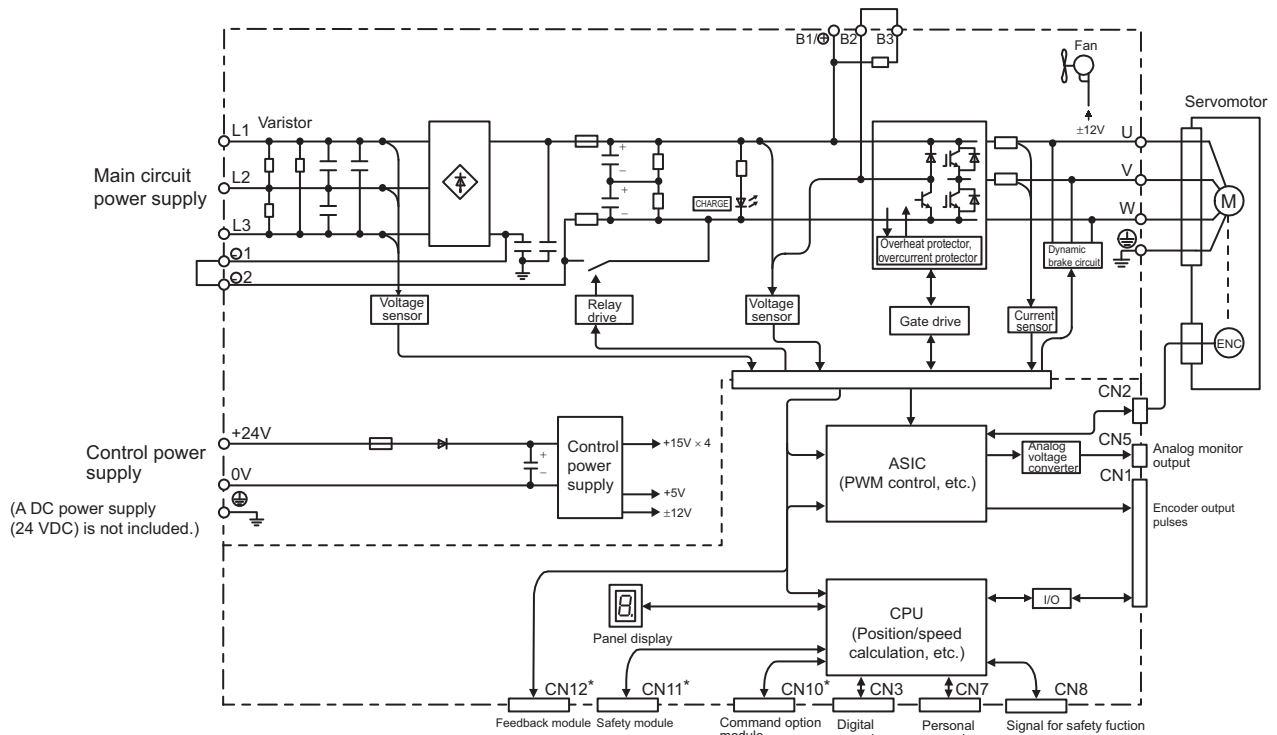 B1/⊕ B2 B3
Fan
±12V
Servomotor
Varistor
L1
L2
L3
⊖1
⊖2
Main circuit
power supply
CHARGE
+
−
+
−
Overheat protector,
overcurrent protector
U
V
W
M
Dynamic
brake circuit
Voltage
sensor
Relay
drive
Voltage
sensor
Gate drive
Current
sensor
ENC
CN2
Control power
supply
(A DC power supply
(24 VDC) is not included.)
+24V
0V
+
−
Control
power
supply
+15V × 4
+5V
±12V
ASIC
(PWM control, etc.)
Analog
voltage
converter
CN5
Analog monitor
output
CN1
Encoder output
pulses
8.
Panel display
CPU
(Position/speed
calculation, etc.)
I/O
CN12* CN11* CN10* CN3 CN7 CN8
Feedback module
Safety module
Command option
Digital
Personal
Signal for safety fuction